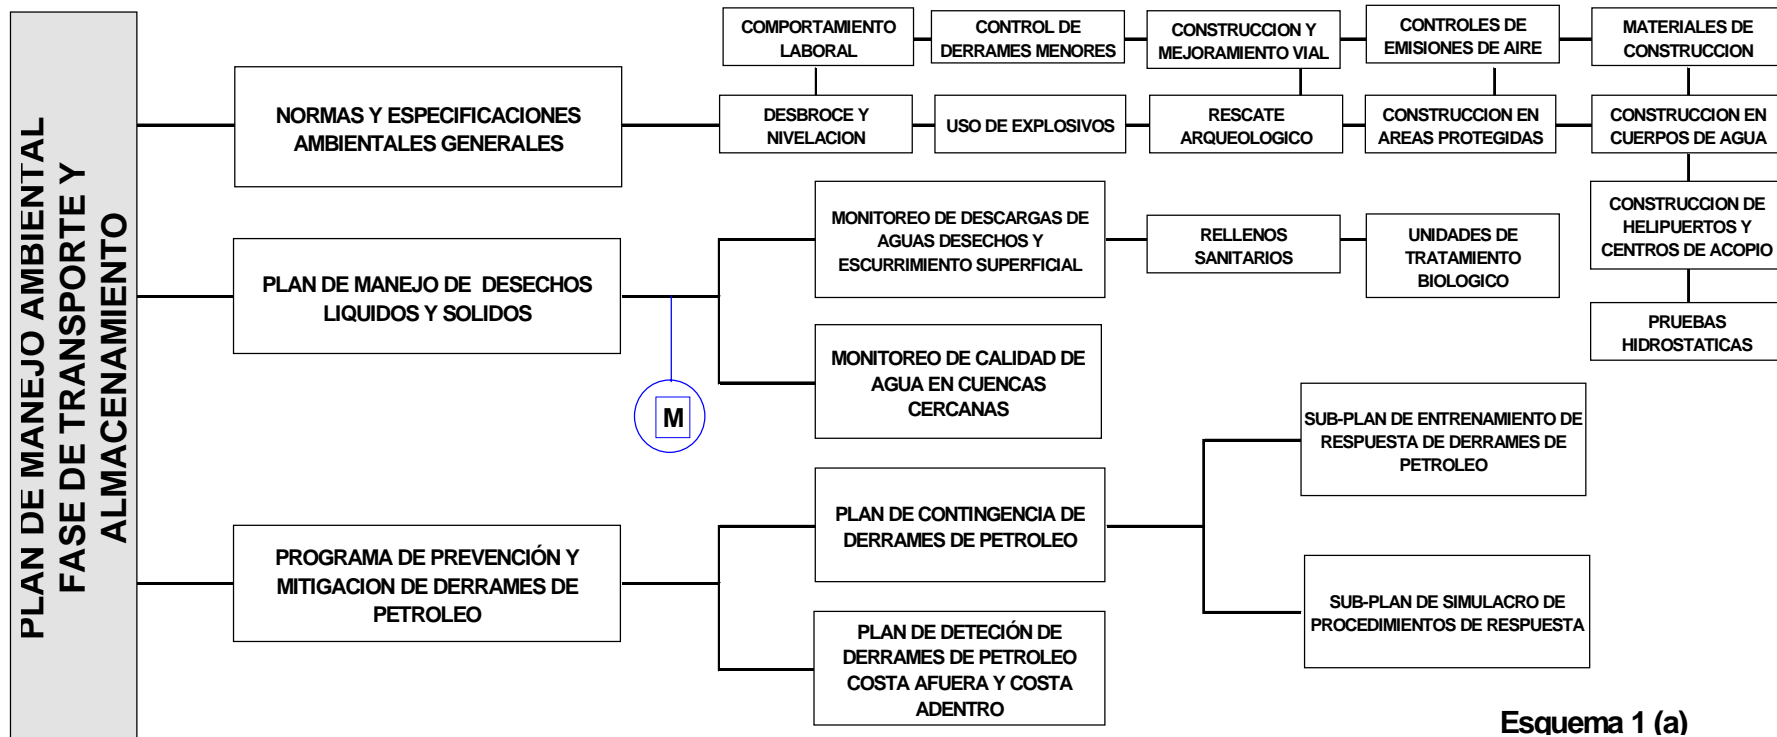 PLAN DE MANEJO AMBIENTAL
FASE DE TRANSPORTE Y
ALMACENAMIENTO
NORMAS Y ESPECIFICACIONES
AMBIENTALES GENERALES
COMPORTAMIENTO
LABORAL
CONTROL DE
DERRAMES MENORES
CONSTRUCCION Y
MEJORAMIENTO VIAL
CONTROLES DE
EMISIONES DE AIRE
MATERIALES DE
CONSTRUCCION
DESBROCE Y
NIVELACION
USO DE EXPLOSIVOS
RESCATE
ARQUEOLOGICO
CONSTRUCCION EN
AREAS PROTEGIDAS
CONSTRUCCION EN
CUERPOS DE AGUA
CONSTRUCCION DE
HELIPUERTOS Y
CENTROS DE ACOPIO
PRUEBAS
HIDROSTATICAS
PLAN DE MANEJO DE DESECHOS
LIQUIDOS Y SOLIDOS
M
MONITOREO DE DESCARGAS DE
AGUAS DESECHOS Y
ESCURRIMIENTO SUPERFICIAL
RELLENOS
SANITARIOS
UNIDADES DE
TRATAMIENTO
BIOLOGICO
MONITOREO DE CALIDAD DE
AGUA EN CUENCAS
CERCANAS
PROGRAMA DE PREVENCIÓN Y
MITIGACION DE DERRAMES DE
PETROLEO
PLAN DE CONTINGENCIA DE
DERRAMES DE PETROLEO
SUB-PLAN DE ENTRENAMIENTO DE
RESPUESTA DE DERRAMES DE
PETROLEO
SUB-PLAN DE SIMULACRO DE
PROCEDIMIENTOS DE RESPUESTA
PLAN DE DETECIÓN DE
DERRAMES DE PETROLEO
COSTA AFUERA Y COSTA
ADENTRO
Esquema 1 (a)